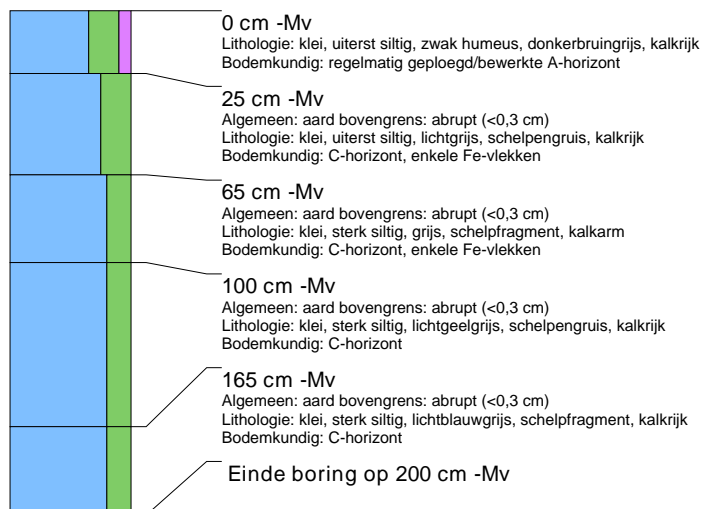 0 cm -Mv
Lithologie: klei, uiterst siltig, zwak humeus, donkerbruingrijs, kalkrijk
Bodemkundig: regelmatig geploegd/bewerkte A-horizont
25 cm -Mv
Algemeen: aard bovengrens: abrupt (<0,3 cm)
Lithologie: klei, uiterst siltig, lichtgrijs, schelpengruis, kalkrijk
Bodemkundig: C-horizont, enkele Fe-vlekken
65 cm -Mv
Algemeen: aard bovengrens: abrupt (<0,3 cm)
Lithologie: klei, sterk siltig, grijs, schelpfragment, kalkarm
Bodemkundig: C-horizont, enkele Fe-vlekken
100 cm -Mv
Algemeen: aard bovengrens: abrupt (<0,3 cm)
Lithologie: klei, sterk siltig, lichtgeelgrijs, schelpengruis, kalkrijk
Bodemkundig: C-horizont
165 cm -Mv
Algemeen: aard bovengrens: abrupt (<0,3 cm)
Lithologie: klei, sterk siltig, lichtblauwgrijs, schelpfragment, kalkrijk
Bodemkundig: C-horizont
Einde boring op 200 cm -Mv